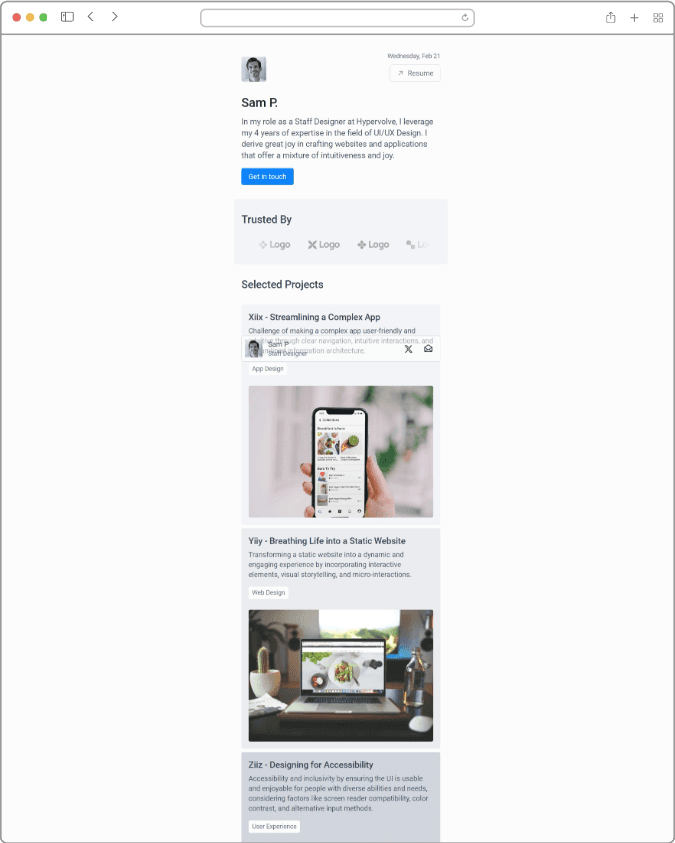 Wednesday, Feb 21
Resume
Sam P.
In my role as a Staff Designer at Hypervolve, I leverage
my 4 years of expertise in the field of UI/UX Design. I
derive great joy in crafting websites and applications
that offer a mixture of intuitiveness and joy.
Get in touch
Trusted By
Logo Logo Logo Lo
Selected Projects
Xiix - Streamlining a Complex App
Challenge of making a complex app user-friendly and
through clear navigation, intuitive interactions, and
Sam P
information architecture.
Staff Designer
App Design
Yiiy - Breathing Life into a Static Website
Transforming a static website into a dynamic and
engaging experience by incorporating interactive
elements, visual storytelling, and micro-interactions.
Web Design
Ziiz - Designing for Accessibility
Accessibility and inclusivity by ensuring the UI is usable
and enjoyable for people with diverse abilities and needs,
considering factors like screen reader compatibility, color
contrast, and alternative input methods.
User Experience